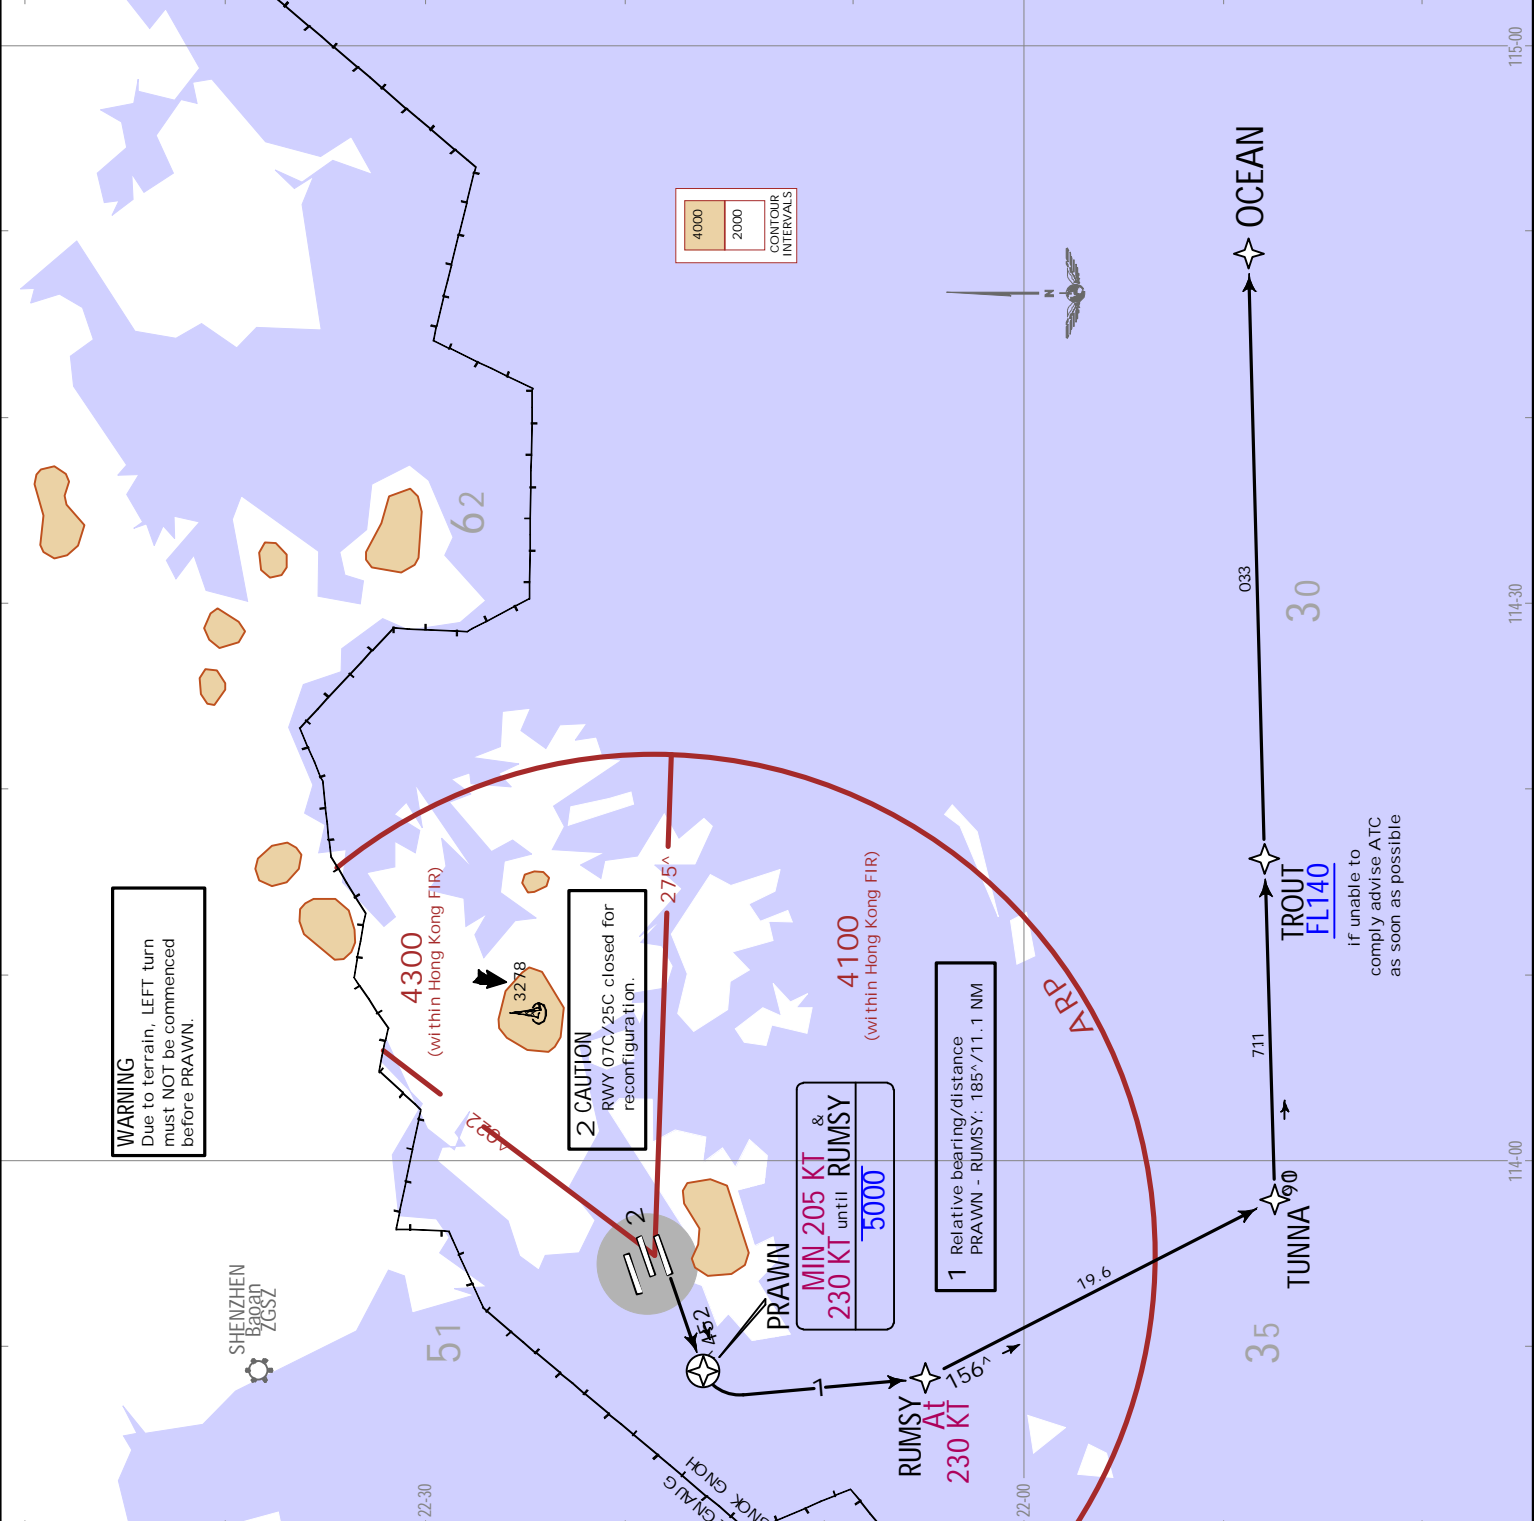 WARNING
Due to terrain, LEFT turn
must NOT be commenced
before PRAWN.
SHENZHEN
Baoan
ZGSZ
51
62
4300
(within Hong Kong FIR)
3278
2 CAUTION
RWY 07C/25C closed for
reconfiguration.
275^
2
4000
2000
CONTOUR
INTERVALS
PRAWN
MIN 205 KT &
230 KT until RUMSY
5000
4100
(within Hong Kong FIR)
1 Relative bearing/distance
PRAWN - RUMSY: 185^/11.1 NM
ARP
N
1
RUMSY
At
230 KT
156^
19.6
TUNNA
35
TROUT
FL140
if unable to
comply advise ATC
as soon as possible
30
OCEAN
22-30
22-00
114-00
114-30
115-00